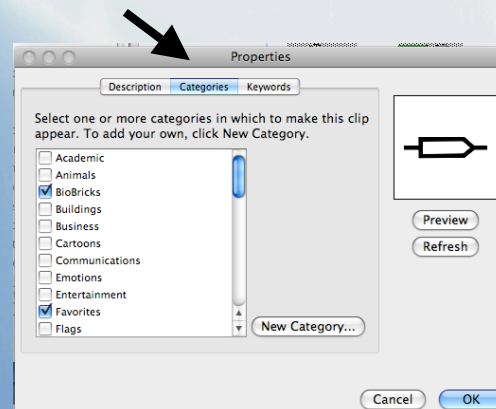 Properties
Description Categories Keywords
Select one or more categories in which to make this clip
appear. To add your own, click New Category.
Academic
Animals
BioBricks
Buildings
Business
Cartoons
Communications
Emotions
Entertainment
Favorites
Flags
New Category...
Preview
Refresh
Cancel OK